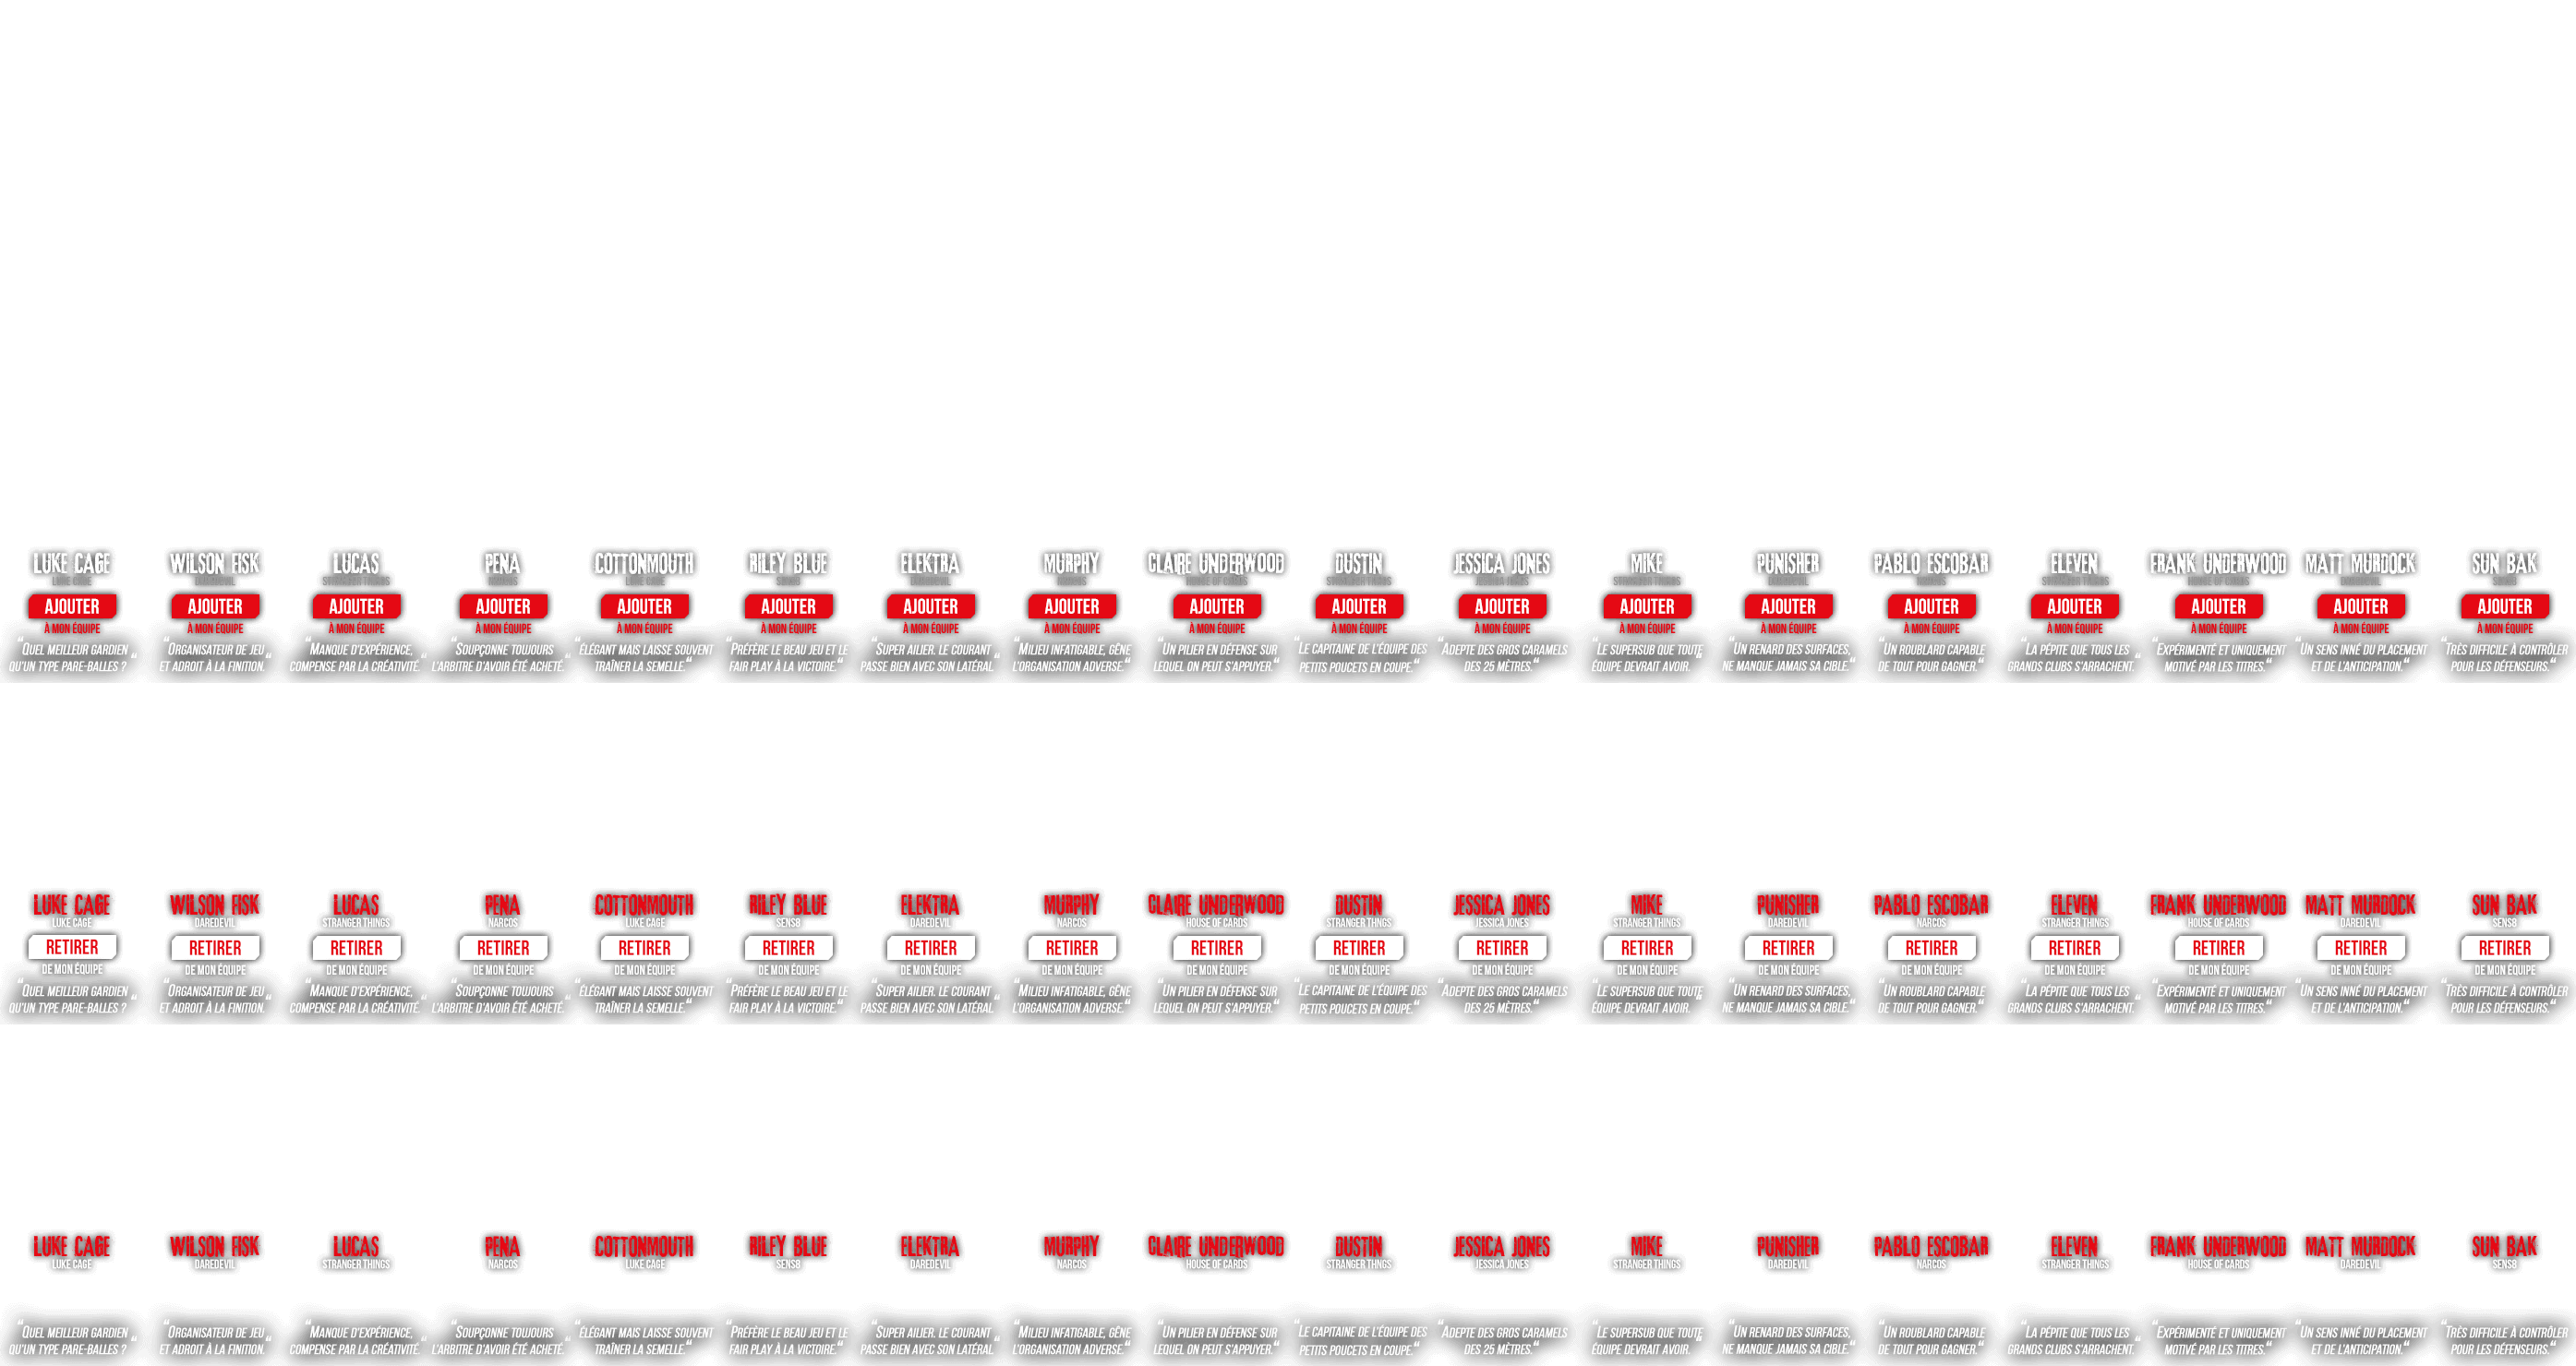 LUKE CAGE WILSON FISK LUCAS PENA COTTONMOUTH RILEY BLUE ELEKTRA MURPHY CLAIRE UNDERWOOD DUSTIN JESSICA JONES MIKE PUNISHER PABLO ESCOBAR ELEVEN FRANK UNDERWOOD MATT MURDOCK SUN BAK
LUKE CAGE DAREDEVIL STRANGER THINGS NARCOS LUKE CAGE SENS8 DAREDEVIL NARCOS HOUSE OF CARDS STRANGER THNGS JESSICA JONES STRANGER THINGS DAREDEVIL NARCOS STRANGER THINGS HOUSE OF CARDS DAREDEVIL SENS8
AJOUTER AJOUTER AJOUTER AJOUTER AJOUTER AJOUTER AJOUTER AJOUTER AJOUTER AJOUTER AJOUTER AJOUTER AJOUTER AJOUTER AJOUTER AJOUTER AJOUTER AJOUTER
À MON ÉQUIPE À MON ÉQUIPE À MON ÉQUIPE À MON ÉQUIPE À MON ÉQUIPE À MON ÉQUIPE À MON ÉQUIPE À MON ÉQUIPE À MON ÉQUIPE À MON ÉQUIPE À MON ÉQUIPE À MON ÉQUIPE À MON ÉQUIPE À MON ÉQUIPE À MON ÉQUIPE À MON ÉQUIPE À MON ÉQUIPE À MON ÉQUIPE
“QUEL MEILLEUR GARDIEN “ORGANISATEUR DE JEU “MANQUE D'EXPÉRIENCE, “SOUPÇONNE TOUJOURS “ÉLÉGANT MAIS LAISSE SOUVENT “PRÉFÈRE LE BEAU JEU ET LE “SUPER AILIER. LE COURANT “MILIEU INFATIGABLE, GÊNE “UN PILIER EN DÉFENSE SUR “LE CAPITAINE DE L'ÉQUIPE DES “ADEPTE DES GROS CARAMELS “LE SUPERSUB QUE TOUTE “UN RENARD DES SURFACES, “UN ROUBLARD CAPABLE “LA PÉPITE QUE TOUS LES “EXPÉRIMENTÉ ET UNIQUEMENT “UN SENS INNÉ DU PLACEMENT “TRÈS DIFFICILE À CONTRÔLER
QU'UN TYPE PARE-BALLES ? “ ET ADROIT À LA FINITION.“ COMPENSE PAR LA CRÉATIVITÉ.“ L'ARBITRE D'AVOIR ÉTÉ ACHETÉ.“ TRAÎNER LA SEMELLE.“ FAIR PLAY À LA VICTOIRE.“ PASSE BIEN AVEC SON LATÉRAL“ L'ORGANISATION ADVERSE.“ LEQUEL ON PEUT S'APPUYER.“ PETITS POUCETS EN COUPE.“ DES 25 MÈTRES.“ ÉQUIPE DEVRAIT AVOIR. “ NE MANQUE JAMAIS SA CIBLE.“ DE TOUT POUR GAGNER.“ GRANDS CLUBS S'ARRACHENT.“ MOTIVÉ PAR LES TITRES.“ ET DE L'ANTICIPATION.“ POUR LES DÉFENSEURS.“
LUKE CAGE WILSON FISK LUCAS PENA COTTONMOUTH RILEY BLUE ELEKTRA MURPHY CLAIRE UNDERWOOD DUSTIN JESSICA JONES MIKE PUNISHER PABLO ESCOBAR ELEVEN FRANK UNDERWOOD MATT MURDOCK SUN BAK
LUKE CAGE DAREDEVIL STRANGER THINGS NARCOS LUKE CAGE SENS8 DAREDEVIL NARCOS HOUSE OF CARDS STRANGER THNGS JESSICA JONES STRANGER THINGS DAREDEVIL NARCOS STRANGER THINGS HOUSE OF CARDS DAREDEVIL SENS8
RETIRER RETIRER RETIRER RETIRER RETIRER RETIRER RETIRER RETIRER RETIRER RETIRER RETIRER RETIRER RETIRER RETIRER RETIRER RETIRER RETIRER RETIRER
DE MON ÉQUIPE DE MON ÉQUIPE DE MON ÉQUIPE DE MON ÉQUIPE DE MON ÉQUIPE DE MON ÉQUIPE DE MON ÉQUIPE DE MON ÉQUIPE DE MON ÉQUIPE DE MON ÉQUIPE DE MON ÉQUIPE DE MON ÉQUIPE DE MON ÉQUIPE DE MON ÉQUIPE DE MON ÉQUIPE DE MON ÉQUIPE DE MON ÉQUIPE DE MON ÉQUIPE
“QUEL MEILLEUR GARDIEN “ORGANISATEUR DE JEU “MANQUE D'EXPÉRIENCE, “SOUPÇONNE TOUJOURS “ÉLÉGANT MAIS LAISSE SOUVENT “PRÉFÈRE LE BEAU JEU ET LE “SUPER AILIER. LE COURANT “MILIEU INFATIGABLE, GÊNE “UN PILIER EN DÉFENSE SUR “LE CAPITAINE DE L'ÉQUIPE DES “ADEPTE DES GROS CARAMELS “LE SUPERSUB QUE TOUTE “UN RENARD DES SURFACES, “UN ROUBLARD CAPABLE “LA PÉPITE QUE TOUS LES “EXPÉRIMENTÉ ET UNIQUEMENT “UN SENS INNÉ DU PLACEMENT “TRÈS DIFFICILE À CONTRÔLER
QU'UN TYPE PARE-BALLES ? “ ET ADROIT À LA FINITION.“ COMPENSE PAR LA CRÉATIVITÉ.“ L'ARBITRE D'AVOIR ÉTÉ ACHETÉ.“ TRAÎNER LA SEMELLE.“ FAIR PLAY À LA VICTOIRE.“ PASSE BIEN AVEC SON LATÉRAL“ L'ORGANISATION ADVERSE.“ LEQUEL ON PEUT S'APPUYER.“ PETITS POUCETS EN COUPE.“ DES 25 MÈTRES.“ ÉQUIPE DEVRAIT AVOIR. “ NE MANQUE JAMAIS SA CIBLE.“ DE TOUT POUR GAGNER.“ GRANDS CLUBS S'ARRACHENT.“ MOTIVÉ PAR LES TITRES.“ ET DE L'ANTICIPATION.“ POUR LES DÉFENSEURS.“
LUKE CAGE WILSON FISK LUCAS PENA COTTONMOUTH RILEY BLUE ELEKTRA MURPHY CLAIRE UNDERWOOD DUSTIN JESSICA JONES MIKE PUNISHER PABLO ESCOBAR ELEVEN FRANK UNDERWOOD MATT MURDOCK SUN BAK
LUKE CAGE DAREDEVIL STRANGER THINGS NARCOS LUKE CAGE SENS8 DAREDEVIL NARCOS HOUSE OF CARDS STRANGER THNGS JESSICA JONES STRANGER THINGS DAREDEVIL NARCOS STRANGER THINGS HOUSE OF CARDS DAREDEVIL SENS8
“QUEL MEILLEUR GARDIEN “ORGANISATEUR DE JEU “MANQUE D'EXPÉRIENCE, “SOUPÇONNE TOUJOURS “ÉLÉGANT MAIS LAISSE SOUVENT “PRÉFÈRE LE BEAU JEU ET LE “SUPER AILIER. LE COURANT “MILIEU INFATIGABLE, GÊNE “UN PILIER EN DÉFENSE SUR “LE CAPITAINE DE L'ÉQUIPE DES “ADEPTE DES GROS CARAMELS “LE SUPERSUB QUE TOUTE “UN RENARD DES SURFACES, “UN ROUBLARD CAPABLE “LA PÉPITE QUE TOUS LES “EXPÉRIMENTÉ ET UNIQUEMENT “UN SENS INNÉ DU PLACEMENT “TRÈS DIFFICILE À CONTRÔLER
QU'UN TYPE PARE-BALLES ? “ ET ADROIT À LA FINITION.“ COMPENSE PAR LA CRÉATIVITÉ.“ L'ARBITRE D'AVOIR ÉTÉ ACHETÉ.“ TRAÎNER LA SEMELLE.“ FAIR PLAY À LA VICTOIRE.“ PASSE BIEN AVEC SON LATÉRAL“ L'ORGANISATION ADVERSE.“ LEQUEL ON PEUT S'APPUYER.“ PETITS POUCETS EN COUPE.“ DES 25 MÈTRES.“ ÉQUIPE DEVRAIT AVOIR. “ NE MANQUE JAMAIS SA CIBLE.“ DE TOUT POUR GAGNER.“ GRANDS CLUBS S'ARRACHENT.“ MOTIVÉ PAR LES TITRES.“ ET DE L'ANTICIPATION.“ POUR LES DÉFENSEURS.“